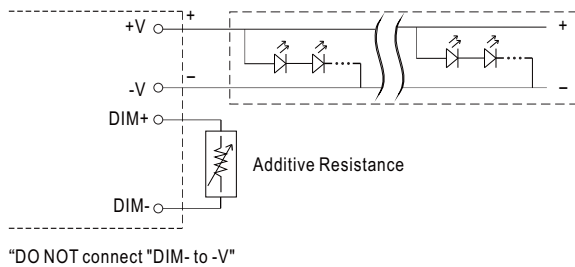 +V + +
-V – –
DIM+
Additive Resistance
DIM-
“DO NOT connect "DIM- to -V"